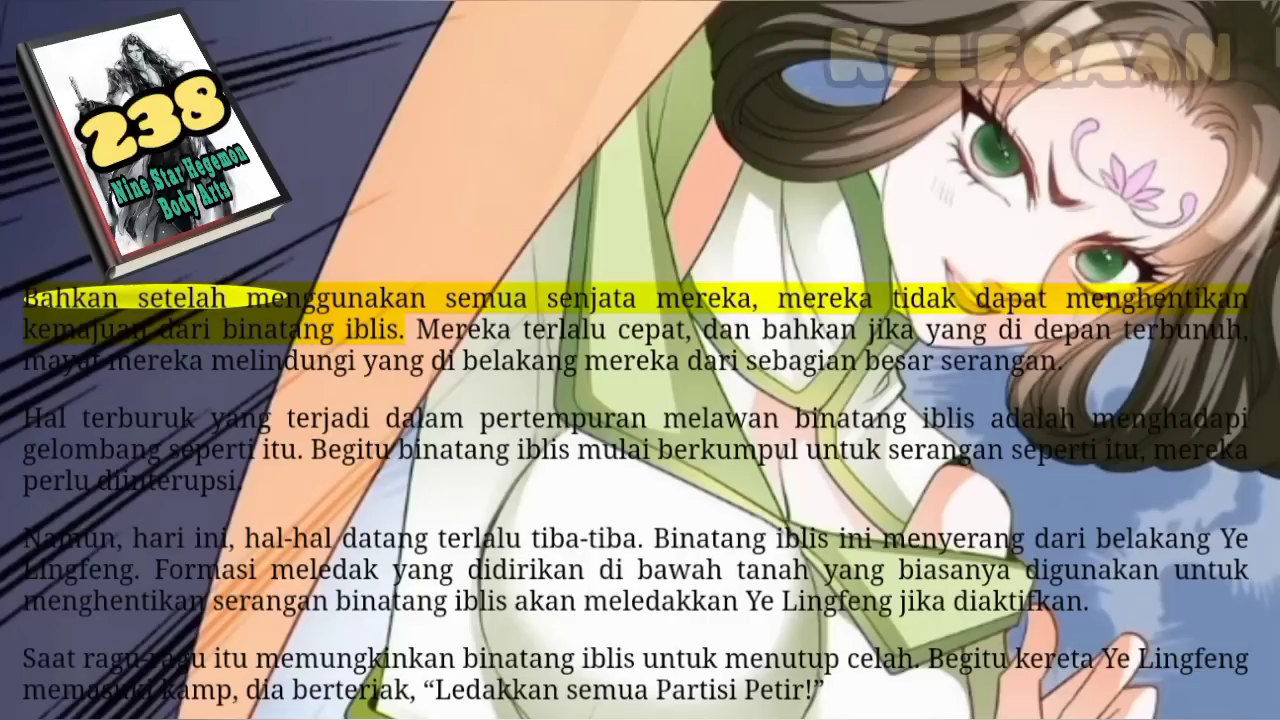 KELEGAAN
238
Nine Star Hegemon
Body Arts
Bahkan setelah menggunakan semua senjata mereka, mereka tidak dapat menghentikan
kemajuan dari binatang iblis. Mereka terlalu cepat, dan bahkan jika yang di depan terbunuh,
mayat mereka melindungi yang di belakang mereka dari sebagian besar serangan.
Hal terburuk yang terjadi dalam pertempuran melawan binatang iblis adalah menghadapi
gelombang seperti itu. Begitu binatang iblis mulai berkumpul untuk serangan seperti itu, mereka
perlu diinterupsi.
Namun, hari ini, hal-hal datang terlalu tiba-tiba. Binatang iblis ini menyerang dari belakang Ye
Lingfeng. Formasi meledak yang didirikan di bawah tanah yang biasanya digunakan untuk
menghentikan serangan binatang iblis akan meledakkan Ye Lingfeng jika diaktifkan.
Saat ragu-ragu itu memungkinkan binatang iblis untuk menutup celah. Begitu kereta Ye Lingfeng
memasuki kamp, dia berteriak, “Ledakkan semua Partisi Petir!”